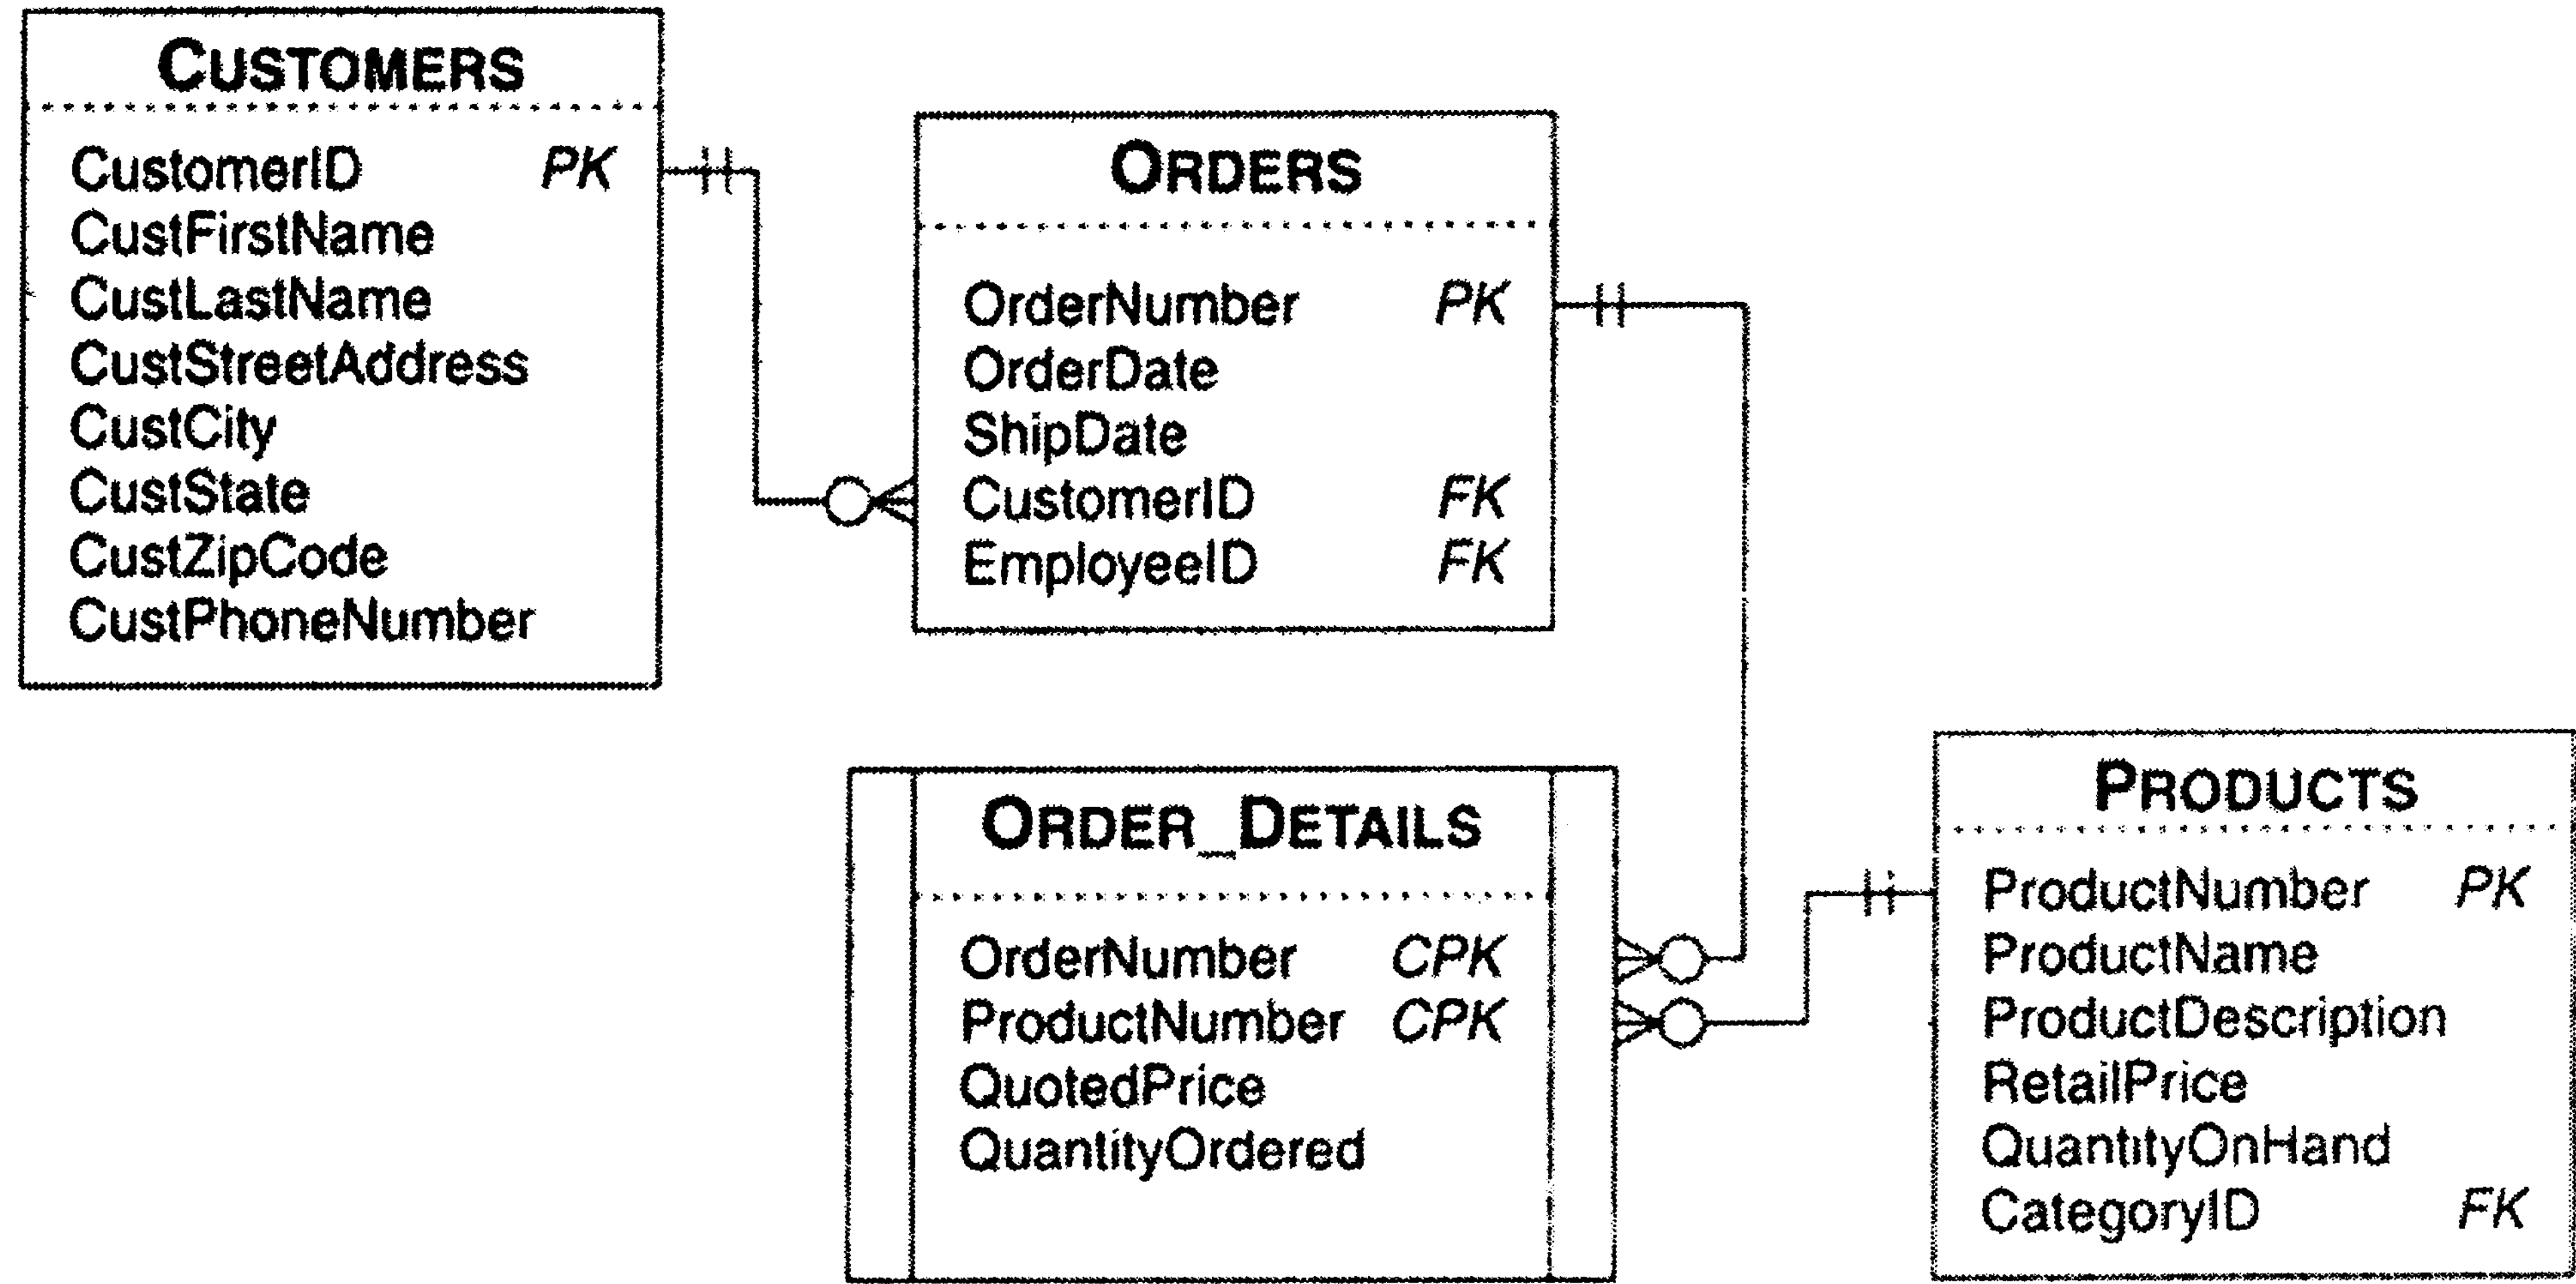 CUSTOMERS
CustomerID PK
CustFirstName
CustLastName
CustStreetAddress
CustCity
CustState
CustZipCode
CustPhoneNumber
ORDERS
OrderNumber PK
OrderDate
ShipDate
CustomerID FK
EmployeeID FK
ORDER_DETAILS
OrderNumber CPK
ProductNumber CPK
QuotedPrice
QuantityOrdered
PRODUCTS
ProductNumber PK
ProductName
ProductDescription
RetailPrice
QuantityOnHand
CategoryID FK